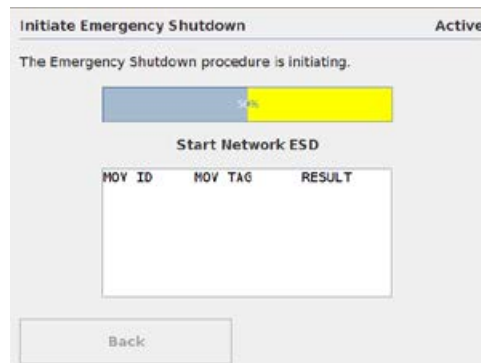 Initiate Emergency Shutdown Active
The Emergency Shutdown procedure is initiating.
50%
Start Network ESD
MOV ID MOV TAG RESULT
Back